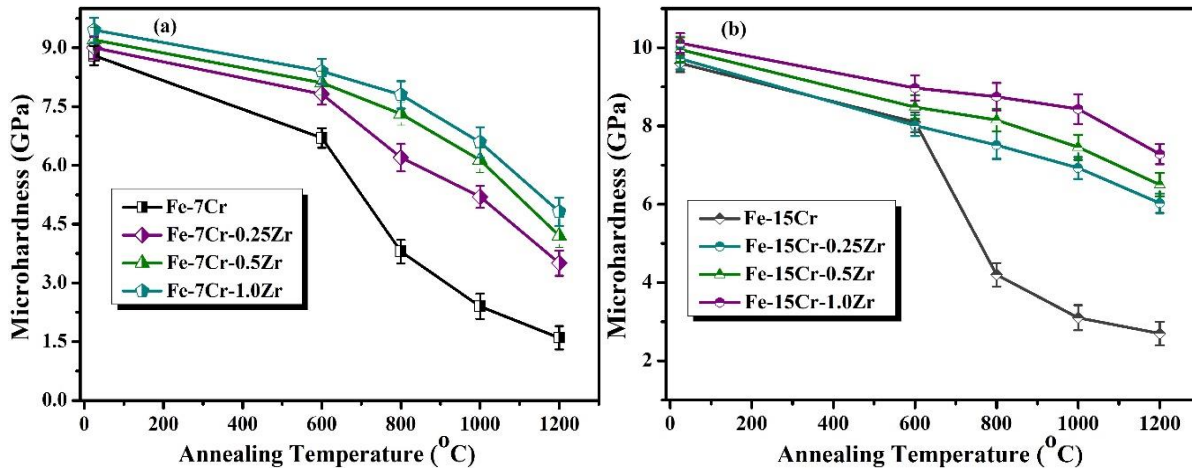 (a)
Microhardness (GPa)
9.0
7.5
6.0
4.5
3.0
1.5
0.0
Fe-7Cr
Fe-7Cr-0.25Zr
Fe-7Cr-0.5Zr
Fe-7Cr-1.0Zr
0 200 400 600 800 1000 1200
Annealing Temperature (°C)
(b)
Microhardness (GPa)
10
8
6
4
2
Fe-15Cr
Fe-15Cr-0.25Zr
Fe-15Cr-0.5Zr
Fe-15Cr-1.0Zr
0 200 400 600 800 1000 1200
Annealing Temperature (°C)